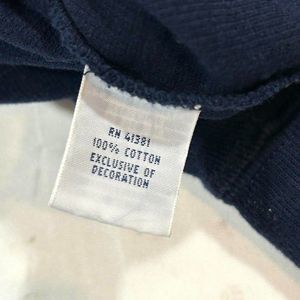 RN 41381
100% COTTON
EXCLUSIVE OF
DECORATION